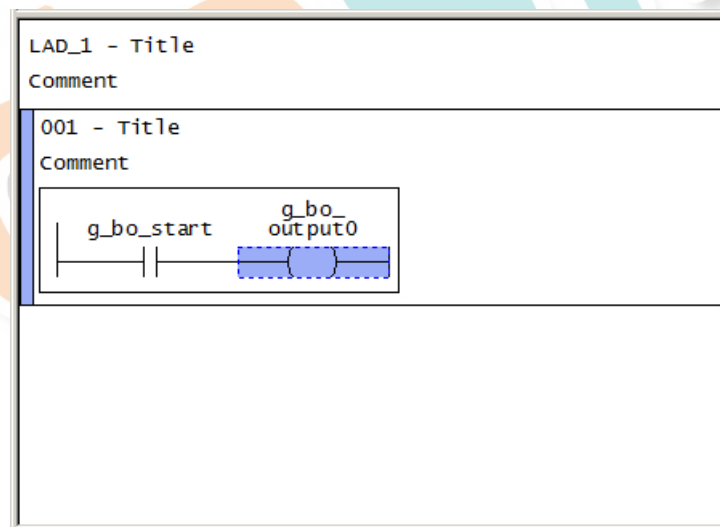 LAD_1 - Title
Comment
001 - Title
Comment
g_bo_start
g_bo_
output0